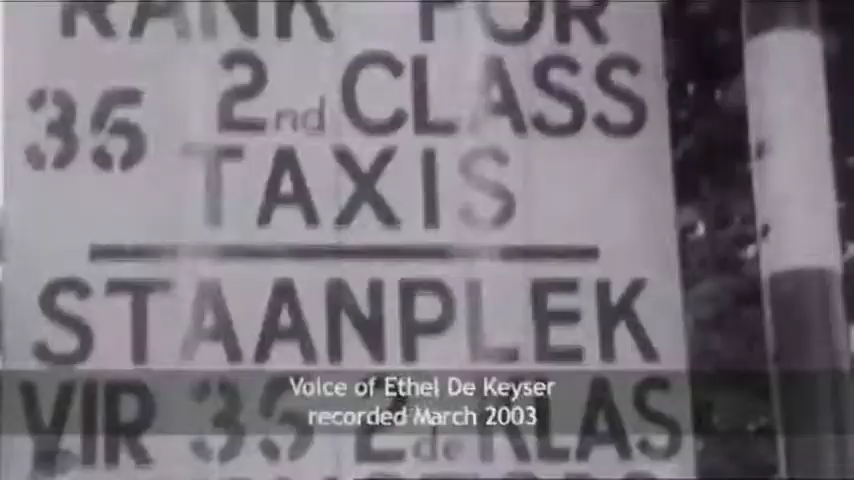 RANK FOR
35 2nd CLASS
TAXIS
STAANPLEK
VIR 35 2de KLAS
Voice of Ethel De Keyser
recorded March 2003